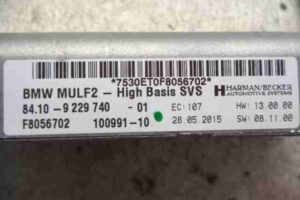 *7530ET0F8056702*
HARMAN/BECKER
AUTOMOTIVE SYSTEMS
BMW MULF2 - High Basis SVS
84.10-9 229 740 -01 EC:107 HW: 13.00.00
F8056702 100991-10 28.05.2015 SW: 08.11.00